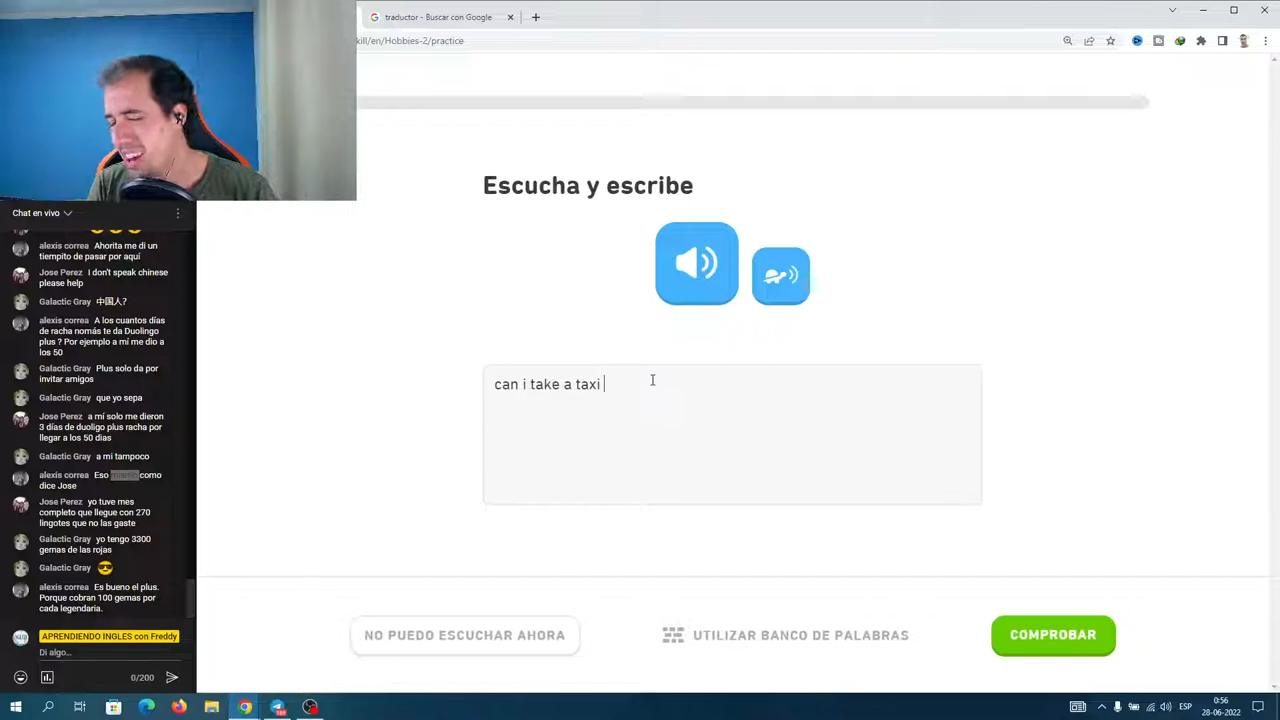 traductor - Buscar con Google
kill/en/Hobbies-2/practice
Escucha y escribe
can i take a taxi
NO PUEDO ESCUCHAR AHORA
UTILIZAR BANCO DE PALABRAS
COMPROBAR
Chat en vivo
alexis correa Ahorita me di un
tiempito de pasar por aquí
Jose Perez I don't speak chinese
please help
Galactic Gray 中国人?
alexis correa A los cuantos días
de racha nomás te da Duolingo
plus ? Por ejemplo a mí me dio a
los 50
Galactic Gray Plus solo da por
invitar amigos
Galactic Gray que yo sepa
Jose Perez a mí solo me dieron
3 días de duoligo plus racha por
llegar a los 50 dias
Galactic Gray a mi tampoco
alexis correa Eso mismo como
dice Jose
Jose Perez yo tuve mes
completo que llegue con 270
lingotes que no las gaste
Galactic Gray yo tengo 3300
gemas de las rojas
Galactic Gray
alexis correa Es bueno el plus.
Porque cobran 100 gemas por
cada legendaria.
APRENDIENDO INGLES con Freddy
Di algo...
0/200
ESP
0:56
28-06-2022